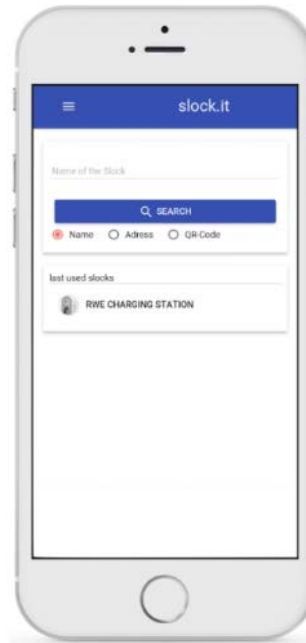 slock.it
Name of the Slock
SEARCH
Name Adress QR-Code
last used slocks
RWE CHARGING STATION